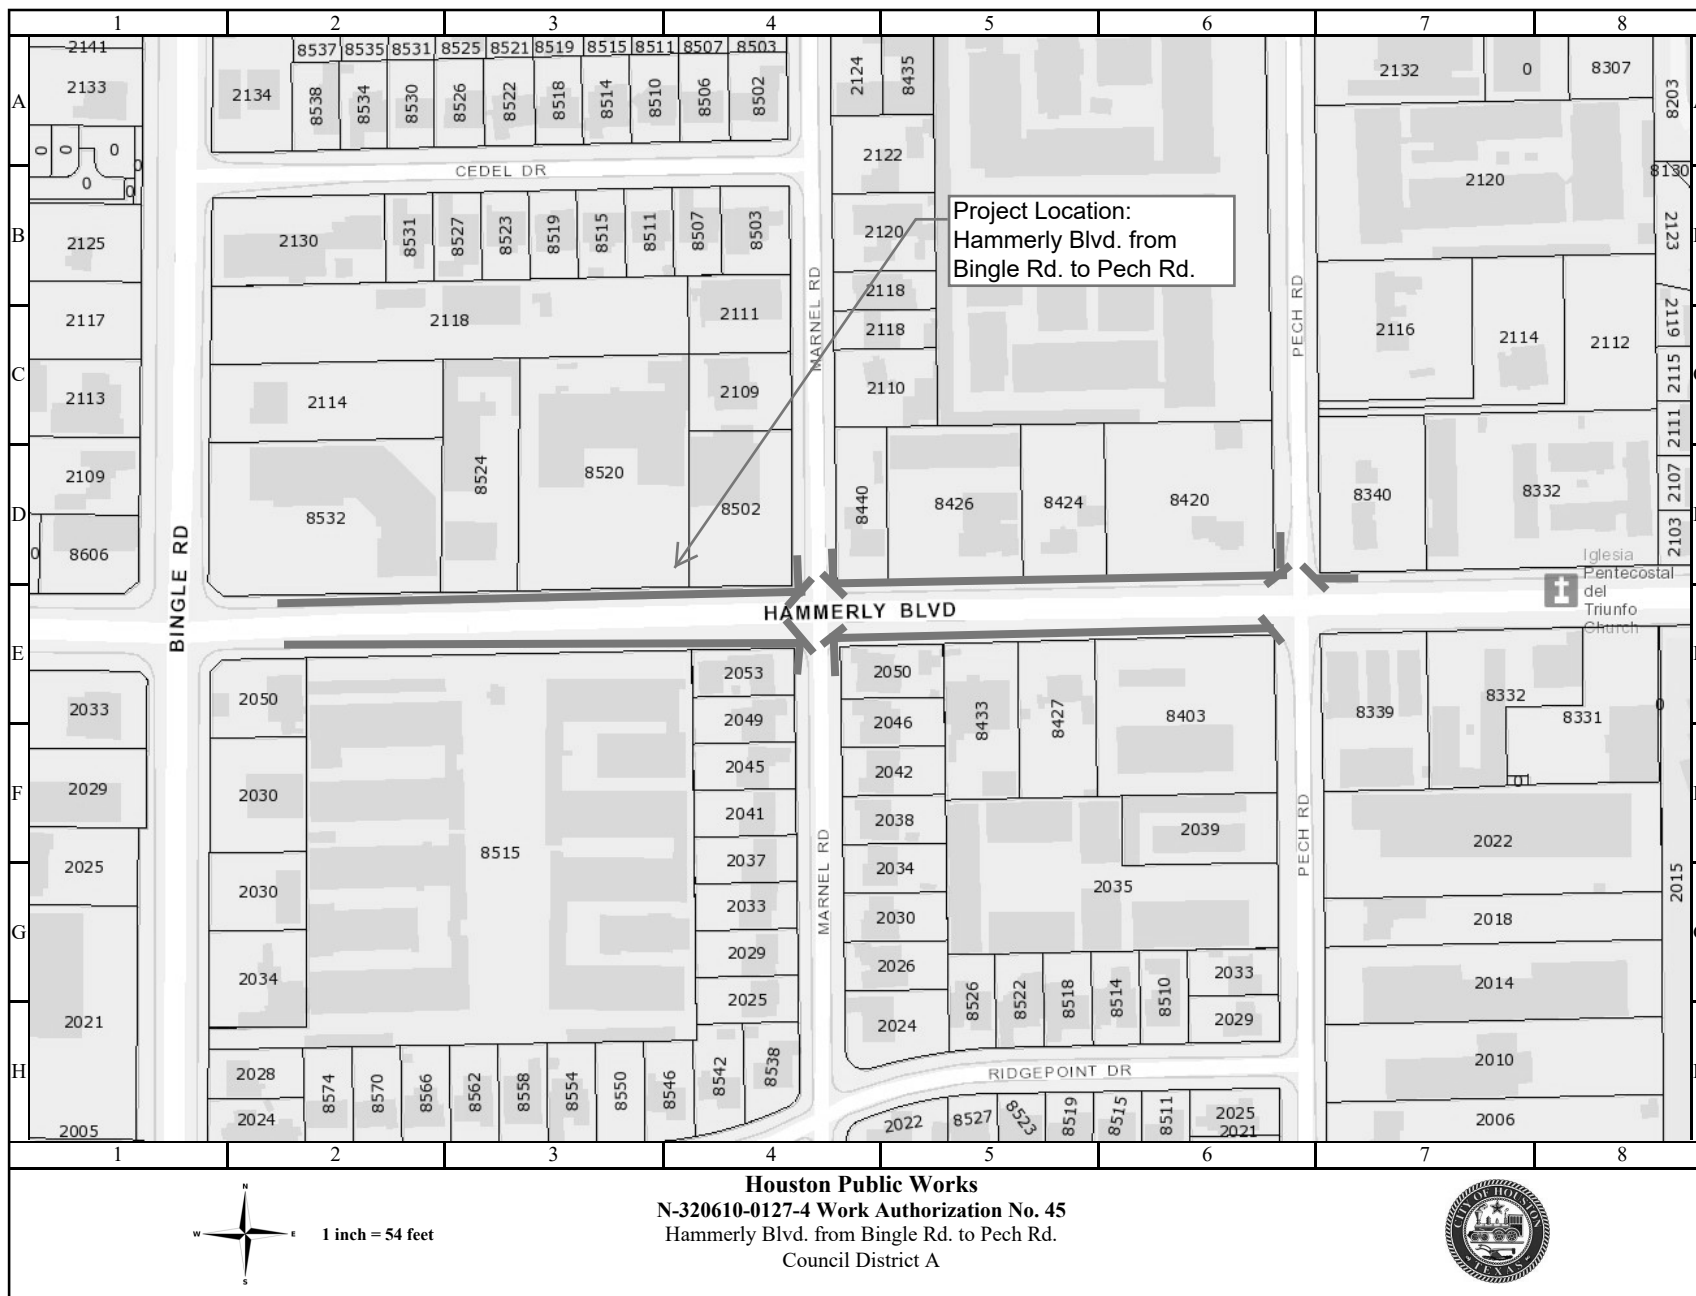 1 2 3 4 5 6 7 8
A
B
C
D
E
F
G
H
2141
2133
0 0 0 0
0 0
2125
2117
2113
2109
0 8606
2033
2029
2025
2021
2005
8537 8535 8531 8525 8521 8519 8515 8511 8507 8503
2134 8538 8534 8530 8526 8522 8518 8514 8510 8506 8502
CEDEL DR
2130 8531 8527 8523 8519 8515 8511 8507 8503
2118 2111
2114 2109
8532 8524 8520 8502
BINGLE RD
MARNEL RD
PECH RD
2124 8435
2122
2120
2118
2118
2110
Project Location:
Hammerly Blvd. from
Bingle Rd. to Pech Rd.
8440 8426 8424 8420
2132 0 8307
8203
2120
8130
2123
2116 2114 2112
2119
2115
2111
2107
2103
8340 8332
Iglesia
Pentecostal
del
Triunfo
Church
HAMMERLY BLVD
2050
2030
2030
2034
2028
2024
8515
2053
2049
2045
2041
2037
2033
2029
2025
8574 8570 8566 8562 8558 8554 8550 8546 8542 8538
MARNEL RD
2050
2046
2042
2038
2034
2030
2026
2024
8433 8427 8403
2039
2035
8526 8522 8518 8514 8510 2033
2029
RIDGEPOINT DR
2022 8527 8523 8519 8515 8511 2025
2021
PECH RD
8339 8332 8331
0
0
2022
2018
2014
2010
2006
2015
1 2 3 4 5 6 7 8
N
W E
S
1 inch = 54 feet
Houston Public Works
N-320610-0127-4 Work Authorization No. 45
Hammerly Blvd. from Bingle Rd. to Pech Rd.
Council District A
CITY OF HOUSTON
TEXAS